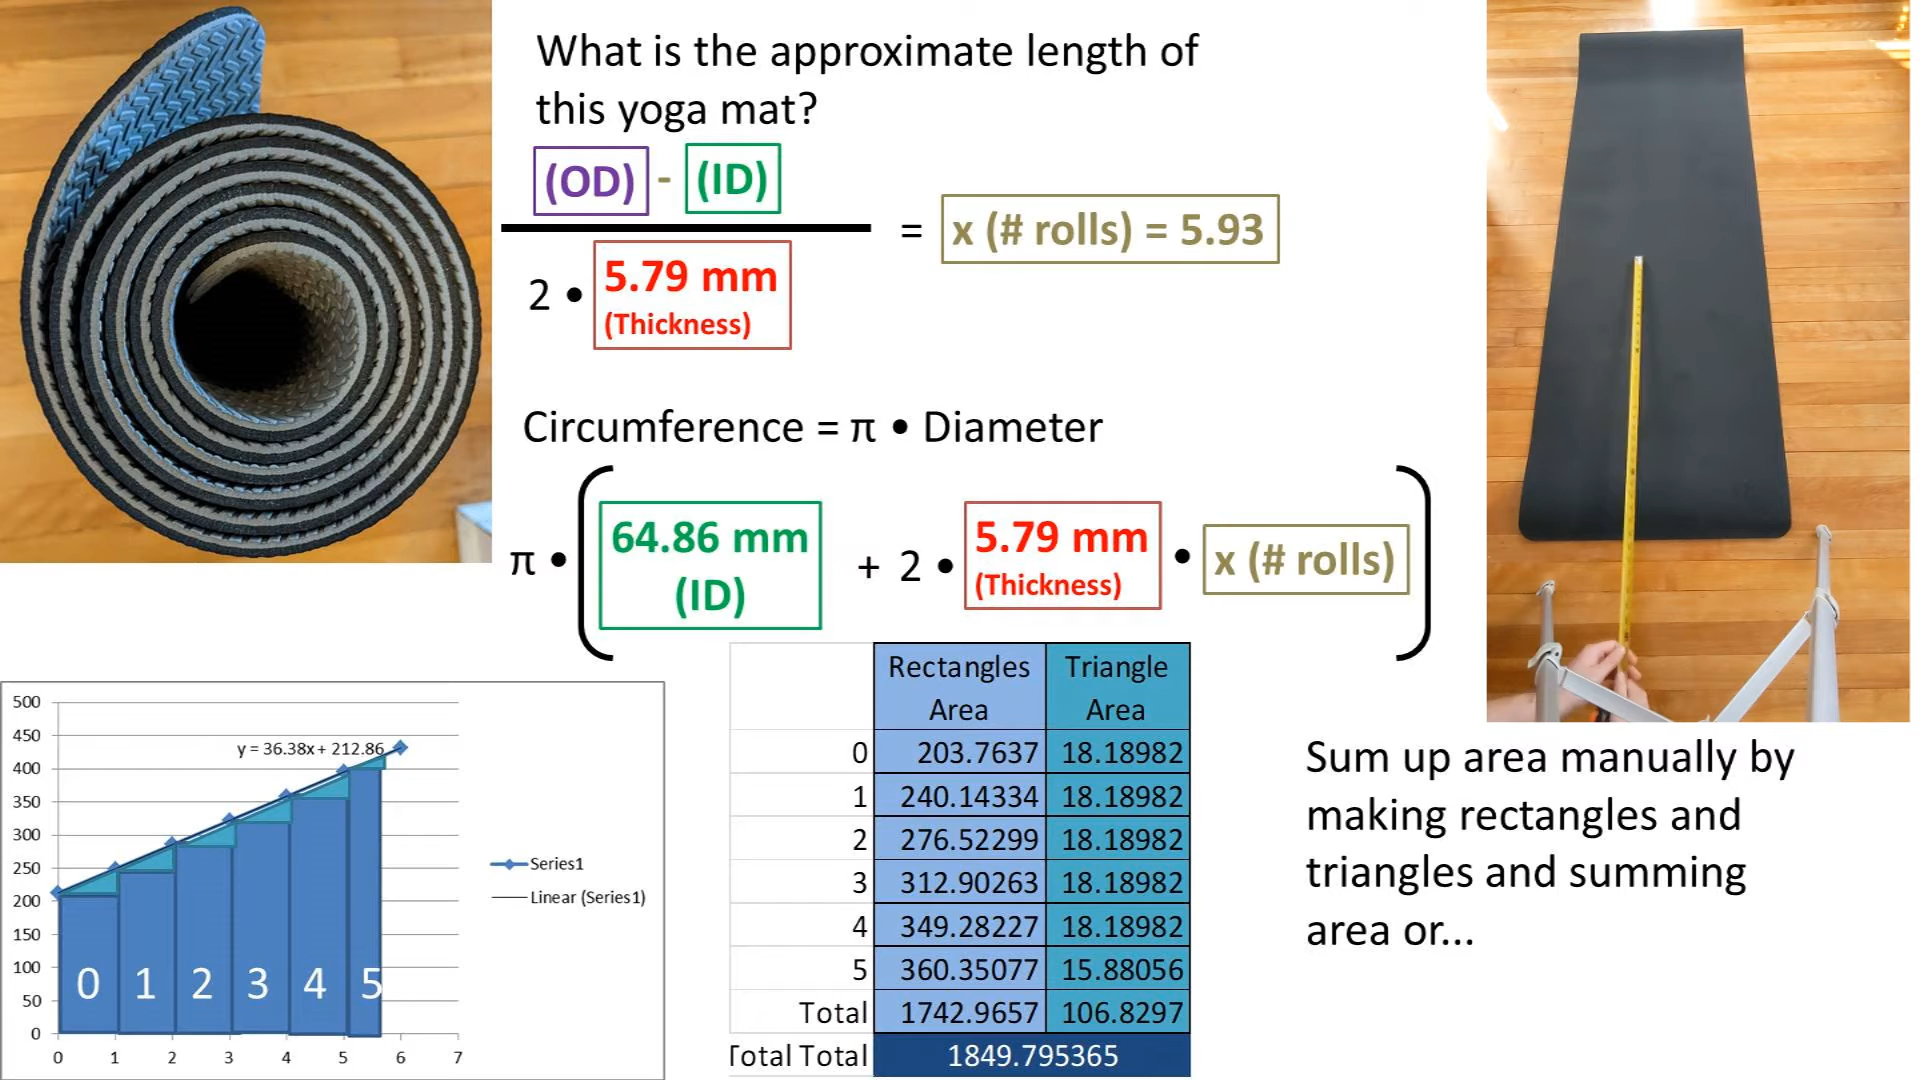 What is the approximate length of
this yoga mat?
(OD) - (ID)
2 • 5.79 mm
(Thickness)
= x (# rolls) = 5.93
Circumference = π • Diameter
π • ( 64.86 mm
(ID)
+ 2 • 5.79 mm
(Thickness)
• x (# rolls) )
500
450
400
350
300
250
200
150
100
50
0
y = 36.38x + 212.86
0 1 2 3 4 5
0 1 2 3 4 5 6 7
Series1
Linear (Series1)
Rectangles Area Triangle Area
0 203.7637 18.18982
1 240.14334 18.18982
2 276.52299 18.18982
3 312.90263 18.18982
4 349.28227 18.18982
5 360.35077 15.88056
Total 1742.9657 106.8297
Total Total 1849.795365
Sum up area manually by
making rectangles and
triangles and summing
area or...